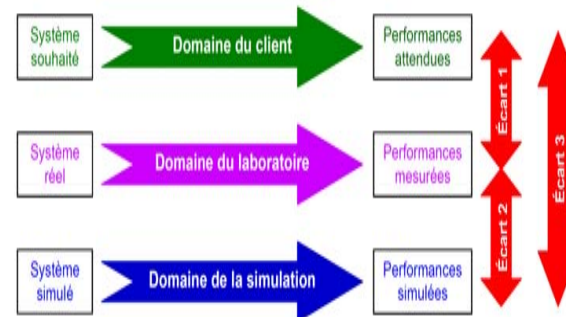 Système
souhaité
Domaine du client
Performances
attendues
Écart 1
Écart 3
Système
réel
Domaine du laboratoire
Performances
mesurées
Écart 2
Système
simulé
Domaine de la simulation
Performances
simulées